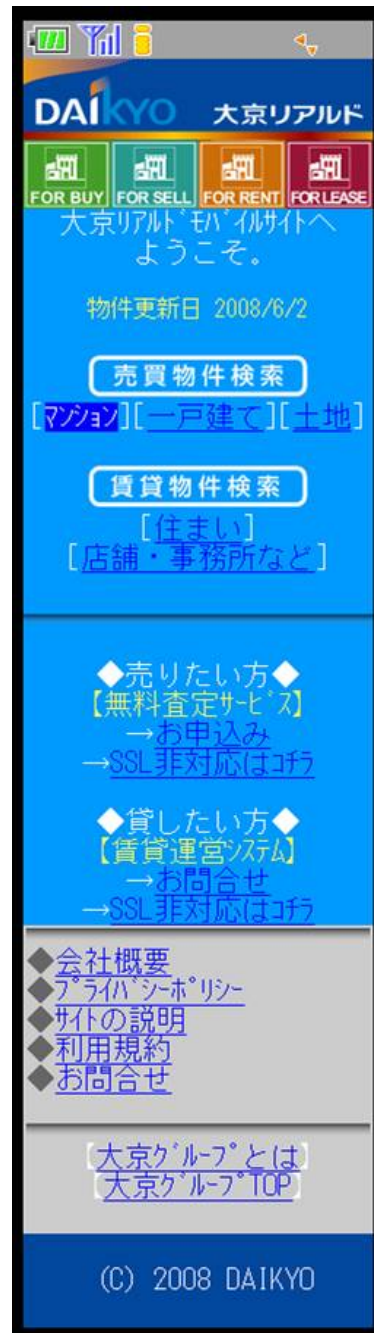 DAIKYO 大京リアルド
FOR BUY FOR SELL FOR RENT FOR LEASE
大京ﾘｱﾙﾄﾞﾓﾊﾞｲﾙｻｲﾄへ
ようこそ。
物件更新日 2008/6/2
売買物件検索
[ﾏﾝｼｮﾝ][一戸建て][土地]
賃貸物件検索
[住まい]
[店舗・事務所など]
◆売りたい方◆
【無料査定ｻｰﾋﾞｽ】
→お申込み
→SSL非対応はｺﾁﾗ
◆貸したい方◆
【賃貸運営ｼｽﾃﾑ】
→お問合せ
→SSL非対応はｺﾁﾗ
◆会社概要
◆ﾌﾟﾗｲﾊﾞｼｰﾎﾟﾘｼｰ
◆ｻｲﾄの説明
◆利用規約
◆お問合せ
[大京ｸﾞﾙｰﾌﾟとは]
[大京ｸﾞﾙｰﾌﾟTOP]
(C) 2008 DAIKYO